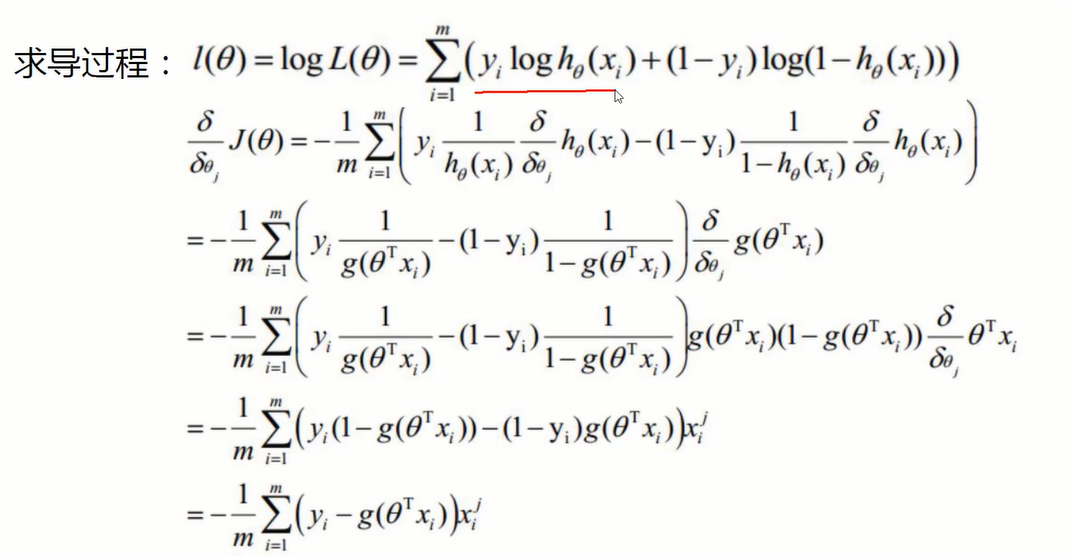 求导过程： l(θ) = log L(θ) = ∑_{i=1}^{m} (y_i log h_θ(x_i) + (1 − y_i) log(1 − h_θ(x_i)))
δ/δθ_j J(θ) = −1/m ∑_{i=1}^{m} ( y_i 1/h_θ(x_i) δ/δθ_j h_θ(x_i) − (1 − y_i) 1/(1 − h_θ(x_i)) δ/δθ_j h_θ(x_i) )
= −1/m ∑_{i=1}^{m} ( y_i 1/g(θ^T x_i) − (1 − y_i) 1/(1 − g(θ^T x_i)) ) δ/δθ_j g(θ^T x_i)
= −1/m ∑_{i=1}^{m} ( y_i 1/g(θ^T x_i) − (1 − y_i) 1/(1 − g(θ^T x_i)) ) g(θ^T x_i)(1 − g(θ^T x_i)) δ/δθ_j θ^T x_i
= −1/m ∑_{i=1}^{m} (y_i(1 − g(θ^T x_i)) − (1 − y_i)g(θ^T x_i)) x_i^j
= −1/m ∑_{i=1}^{m} (y_i − g(θ^T x_i)) x_i^j